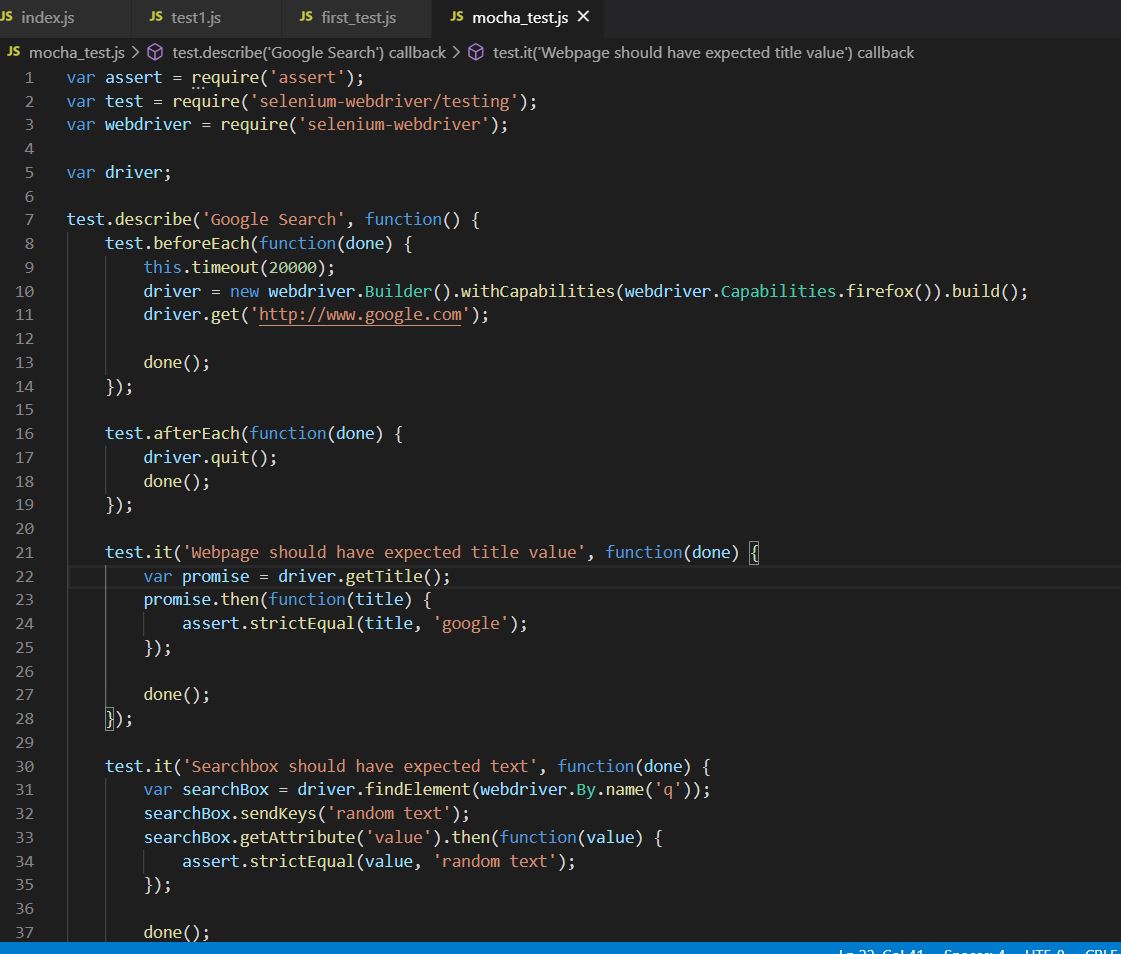 JS index.js JS test1.js JS first_test.js JS mocha_test.js ×
JS mocha_test.js > test.describe('Google Search') callback > test.it('Webpage should have expected title value') callback
1 var assert = require('assert');
2 var test = require('selenium-webdriver/testing');
3 var webdriver = require('selenium-webdriver');
4
5 var driver;
6
7 test.describe('Google Search', function() {
8     test.beforeEach(function(done) {
9         this.timeout(20000);
10         driver = new webdriver.Builder().withCapabilities(webdriver.Capabilities.firefox()).build();
11         driver.get('http://www.google.com');
12
13         done();
14     });
15
16     test.afterEach(function(done) {
17         driver.quit();
18         done();
19     });
20
21     test.it('Webpage should have expected title value', function(done) {
22         var promise = driver.getTitle();
23         promise.then(function(title) {
24             assert.strictEqual(title, 'google');
25         });
26
27         done();
28     });
29
30     test.it('Searchbox should have expected text', function(done) {
31         var searchBox = driver.findElement(webdriver.By.name('q'));
32         searchBox.sendKeys('random text');
33         searchBox.getAttribute('value').then(function(value) {
34             assert.strictEqual(value, 'random text');
35         });
36
37         done();